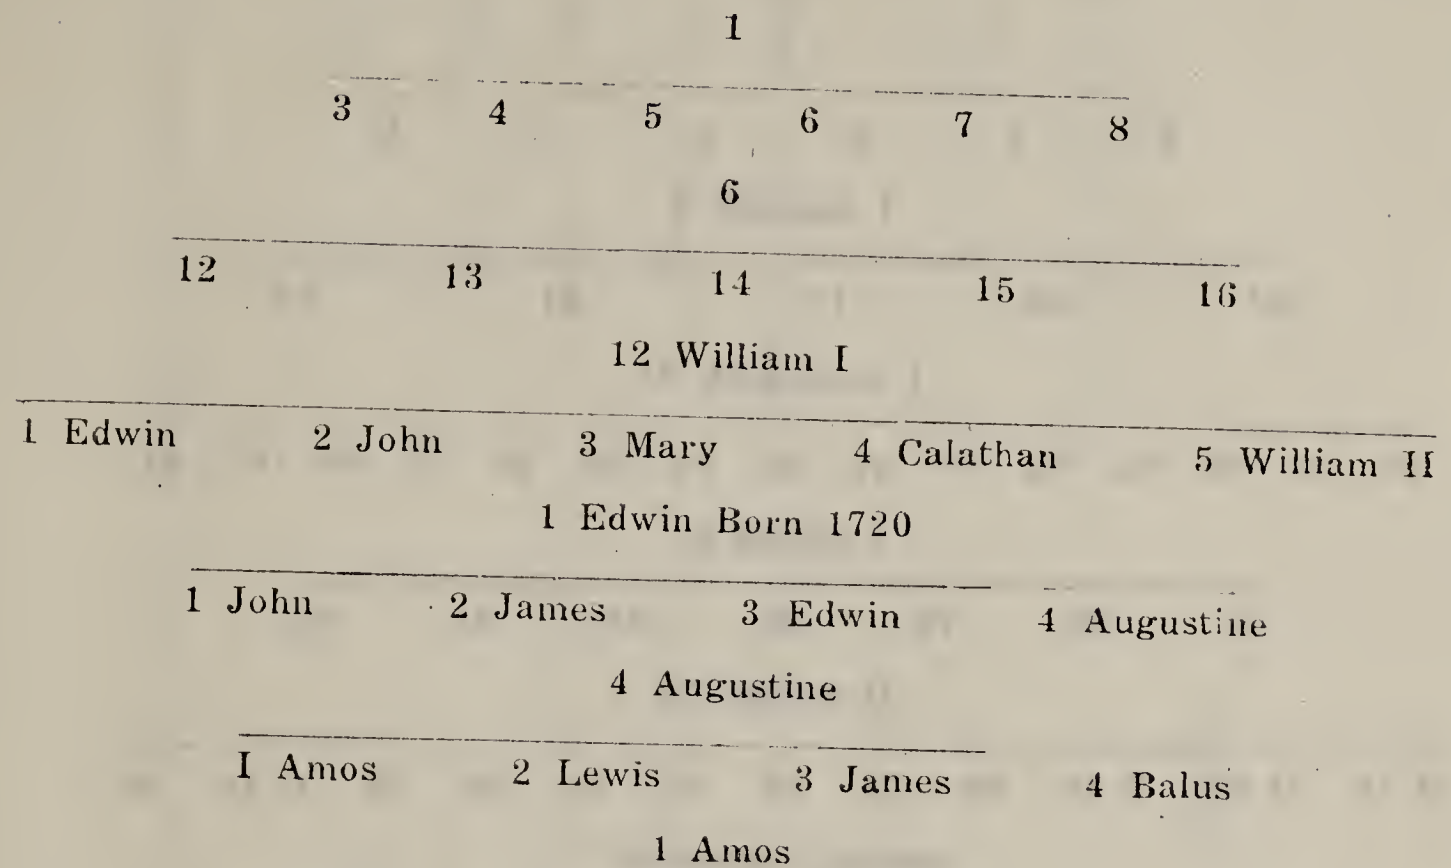 1
3 4 5 6 7 8
6
12 13 14 15 16
12 William I
1 Edwin 2 John 3 Mary 4 Calathan 5 William II
1 Edwin Born 1720
1 John 2 James 3 Edwin 4 Augustine
4 Augustine
I Amos 2 Lewis 3 James 4 Balus
1 Amos